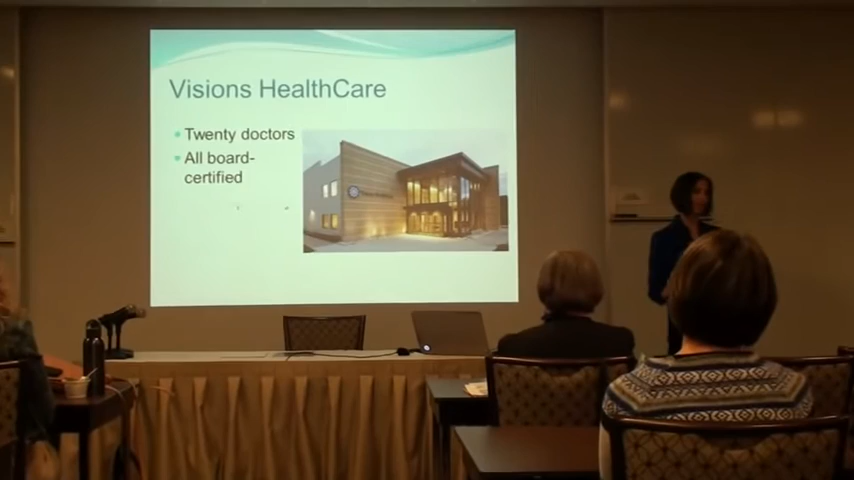 Visions HealthCare
Twenty doctors
All board-
certified